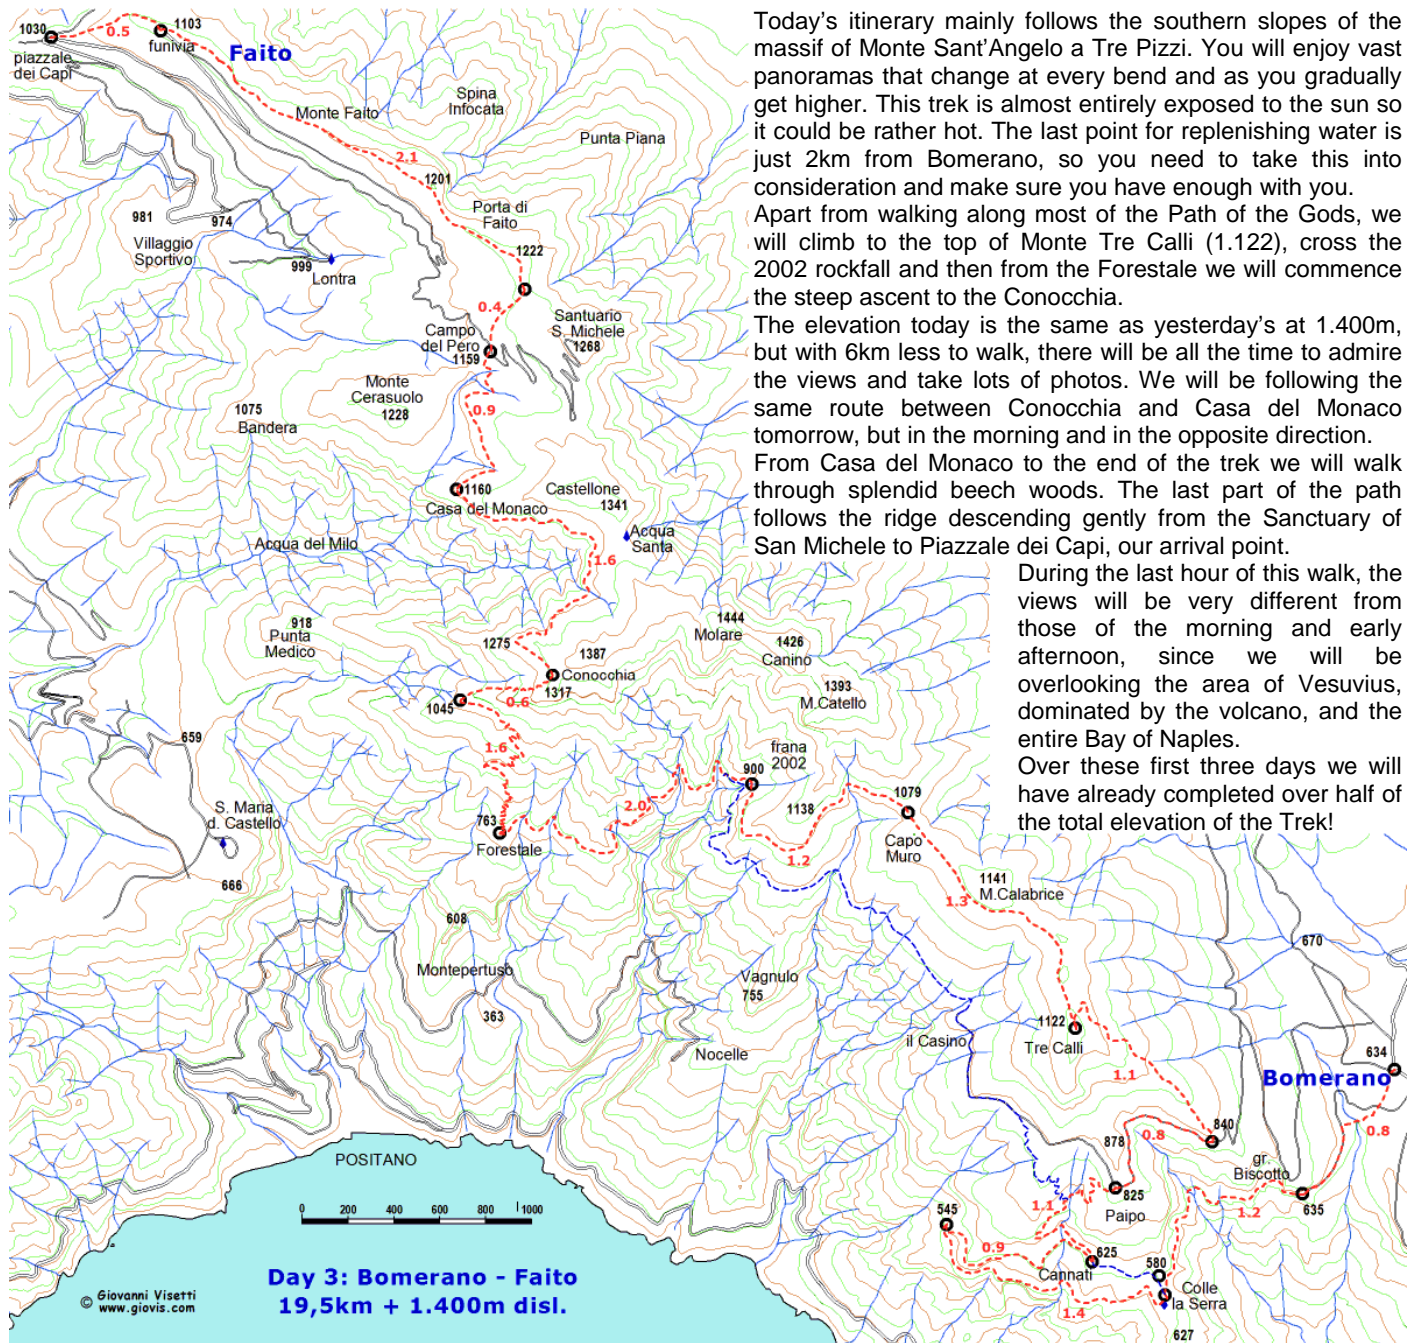 Today's itinerary mainly follows the southern slopes of the
massif of Monte Sant'Angelo a Tre Pizzi. You will enjoy vast
panoramas that change at every bend and as you gradually
get higher. This trek is almost entirely exposed to the sun so
it could be rather hot. The last point for replenishing water is
just 2km from Bomerano, so you need to take this into
consideration and make sure you have enough with you.
Apart from walking along most of the Path of the Gods, we
will climb to the top of Monte Tre Calli (1.122), cross the
2002 rockfall and then from the Forestale we will commence
the steep ascent to the Conocchia.
The elevation today is the same as yesterday's at 1.400m,
but with 6km less to walk, there will be all the time to admire
the views and take lots of photos. We will be following the
same route between Conocchia and Casa del Monaco
tomorrow, but in the morning and in the opposite direction.
From Casa del Monaco to the end of the trek we will walk
through splendid beech woods. The last part of the path
follows the ridge descending gently from the Sanctuary of
San Michele to Piazzale dei Capi, our arrival point.
During the last hour of this walk, the
views will be very different from
those of the morning and early
afternoon, since we will be
overlooking the area of Vesuvius,
dominated by the volcano, and the
entire Bay of Naples.
Over these first three days we will
have already completed over half of
the total elevation of the Trek!
1030
0.5
1103
funivia
Faito
piazzale
dei Capi
Monte Faito
Spina
Infocata
Punta Piana
2.1
1201
Porta di
Faito
981
974
Villaggio
Sportivo
999
Lontra
1222
0.4
Santuario
S. Michele
1268
Campo
del Pero
1159
Monte
Cerasuolo
1228
1075
Bandera
0.9
1160
Casa del Monaco
Castellone
1341
Acqua
Santa
Acqua del Milo
1.6
918
Punta
Medico
1275
1387
Conocchia
1317
1444
Molare
1426
Canino
1393
M.Catello
1045
0.6
659
1.6
frana
2002
900
S. Maria
d. Castello
763
Forestale
2.0
1138
1079
Capo
Muro
1.2
666
1141
M.Calabrice
1.3
608
670
Montepertuso
Vagnulo
755
363
1122
Tre Calli
il Casino
Nocelle
634
Bomerano
1.1
840
0.8
878
0.8
gr.
Biscotto
POSITANO
825
Paipo
1.2
635
545
1.1
0.9
625
Cannati
580
Colle
la Serra
1.4
627
0 200 400 600 800 1000
Day 3: Bomerano - Faito
19,5km + 1.400m disl.
© Giovanni Visetti
www.giovis.com